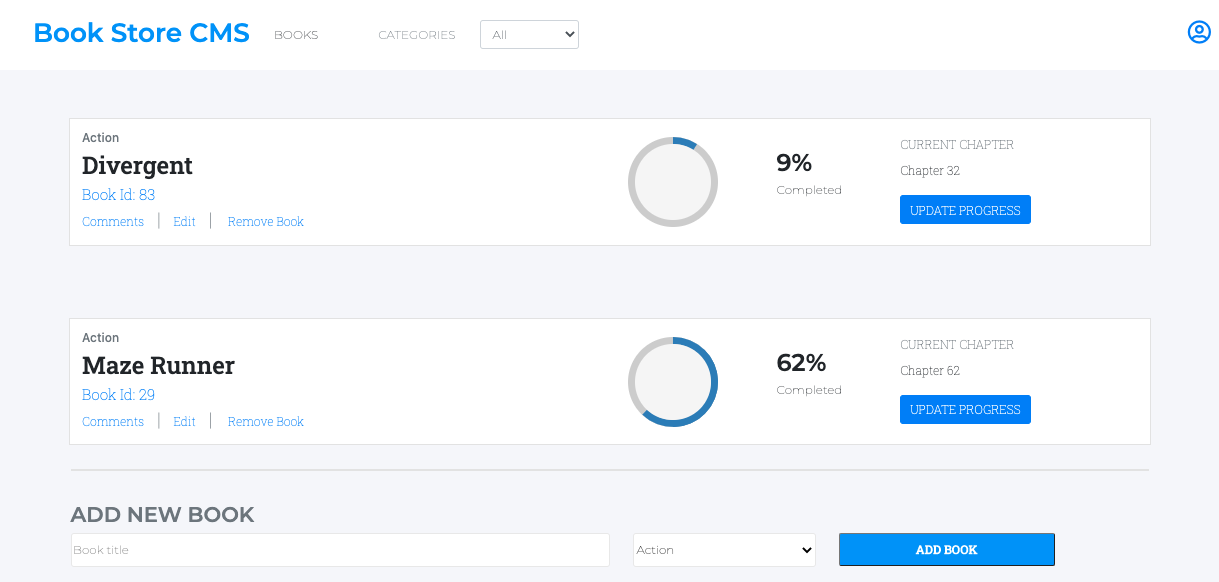 Book Store CMS BOOKS CATEGORIES All
Action
Divergent
Book Id: 83
Comments | Edit | Remove Book
9%
Completed
CURRENT CHAPTER
Chapter 32
UPDATE PROGRESS
Action
Maze Runner
Book Id: 29
Comments | Edit | Remove Book
62%
Completed
CURRENT CHAPTER
Chapter 62
UPDATE PROGRESS
ADD NEW BOOK
Book title Action ADD BOOK